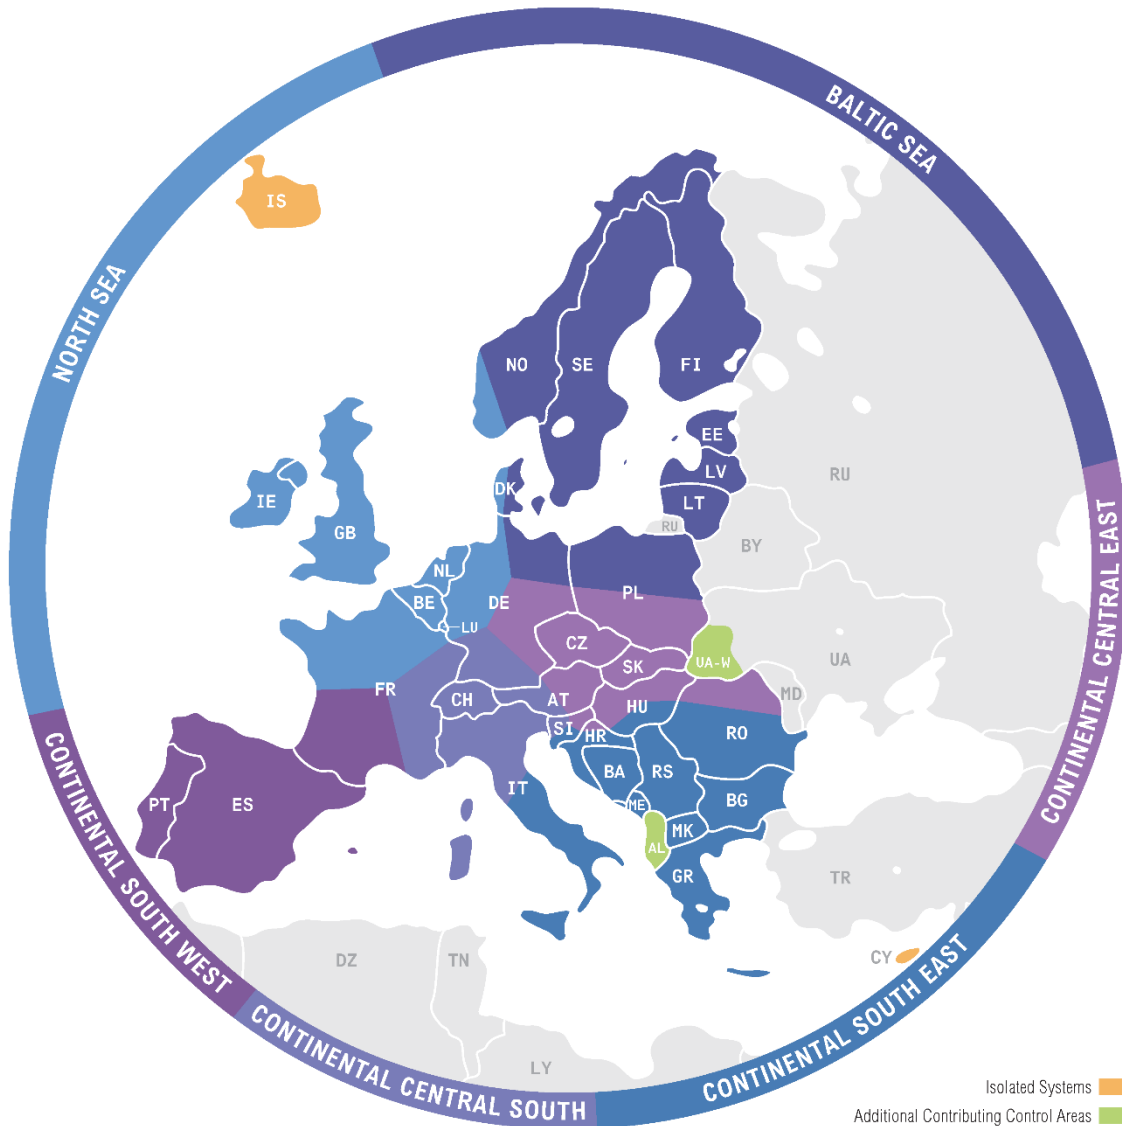 BALTIC SEA
NORTH SEA
IS
NO
SE
FI
EE
LV
LT
RU
RU
DK
IE
GB
BY
NL
BE
DE
LU
PL
CZ
SK
UA-W
UA
MD
FR
CH
AT
HU
SI
HR
RO
BA
RS
IT
PT
ES
ME
BG
MK
AL
GR
TR
CY
DZ
TN
LY
CONTINENTAL CENTRAL EAST
CONTINENTAL SOUTH WEST
CONTINENTAL CENTRAL SOUTH
CONTINENTAL SOUTH EAST
Isolated Systems
Additional Contributing Control Areas